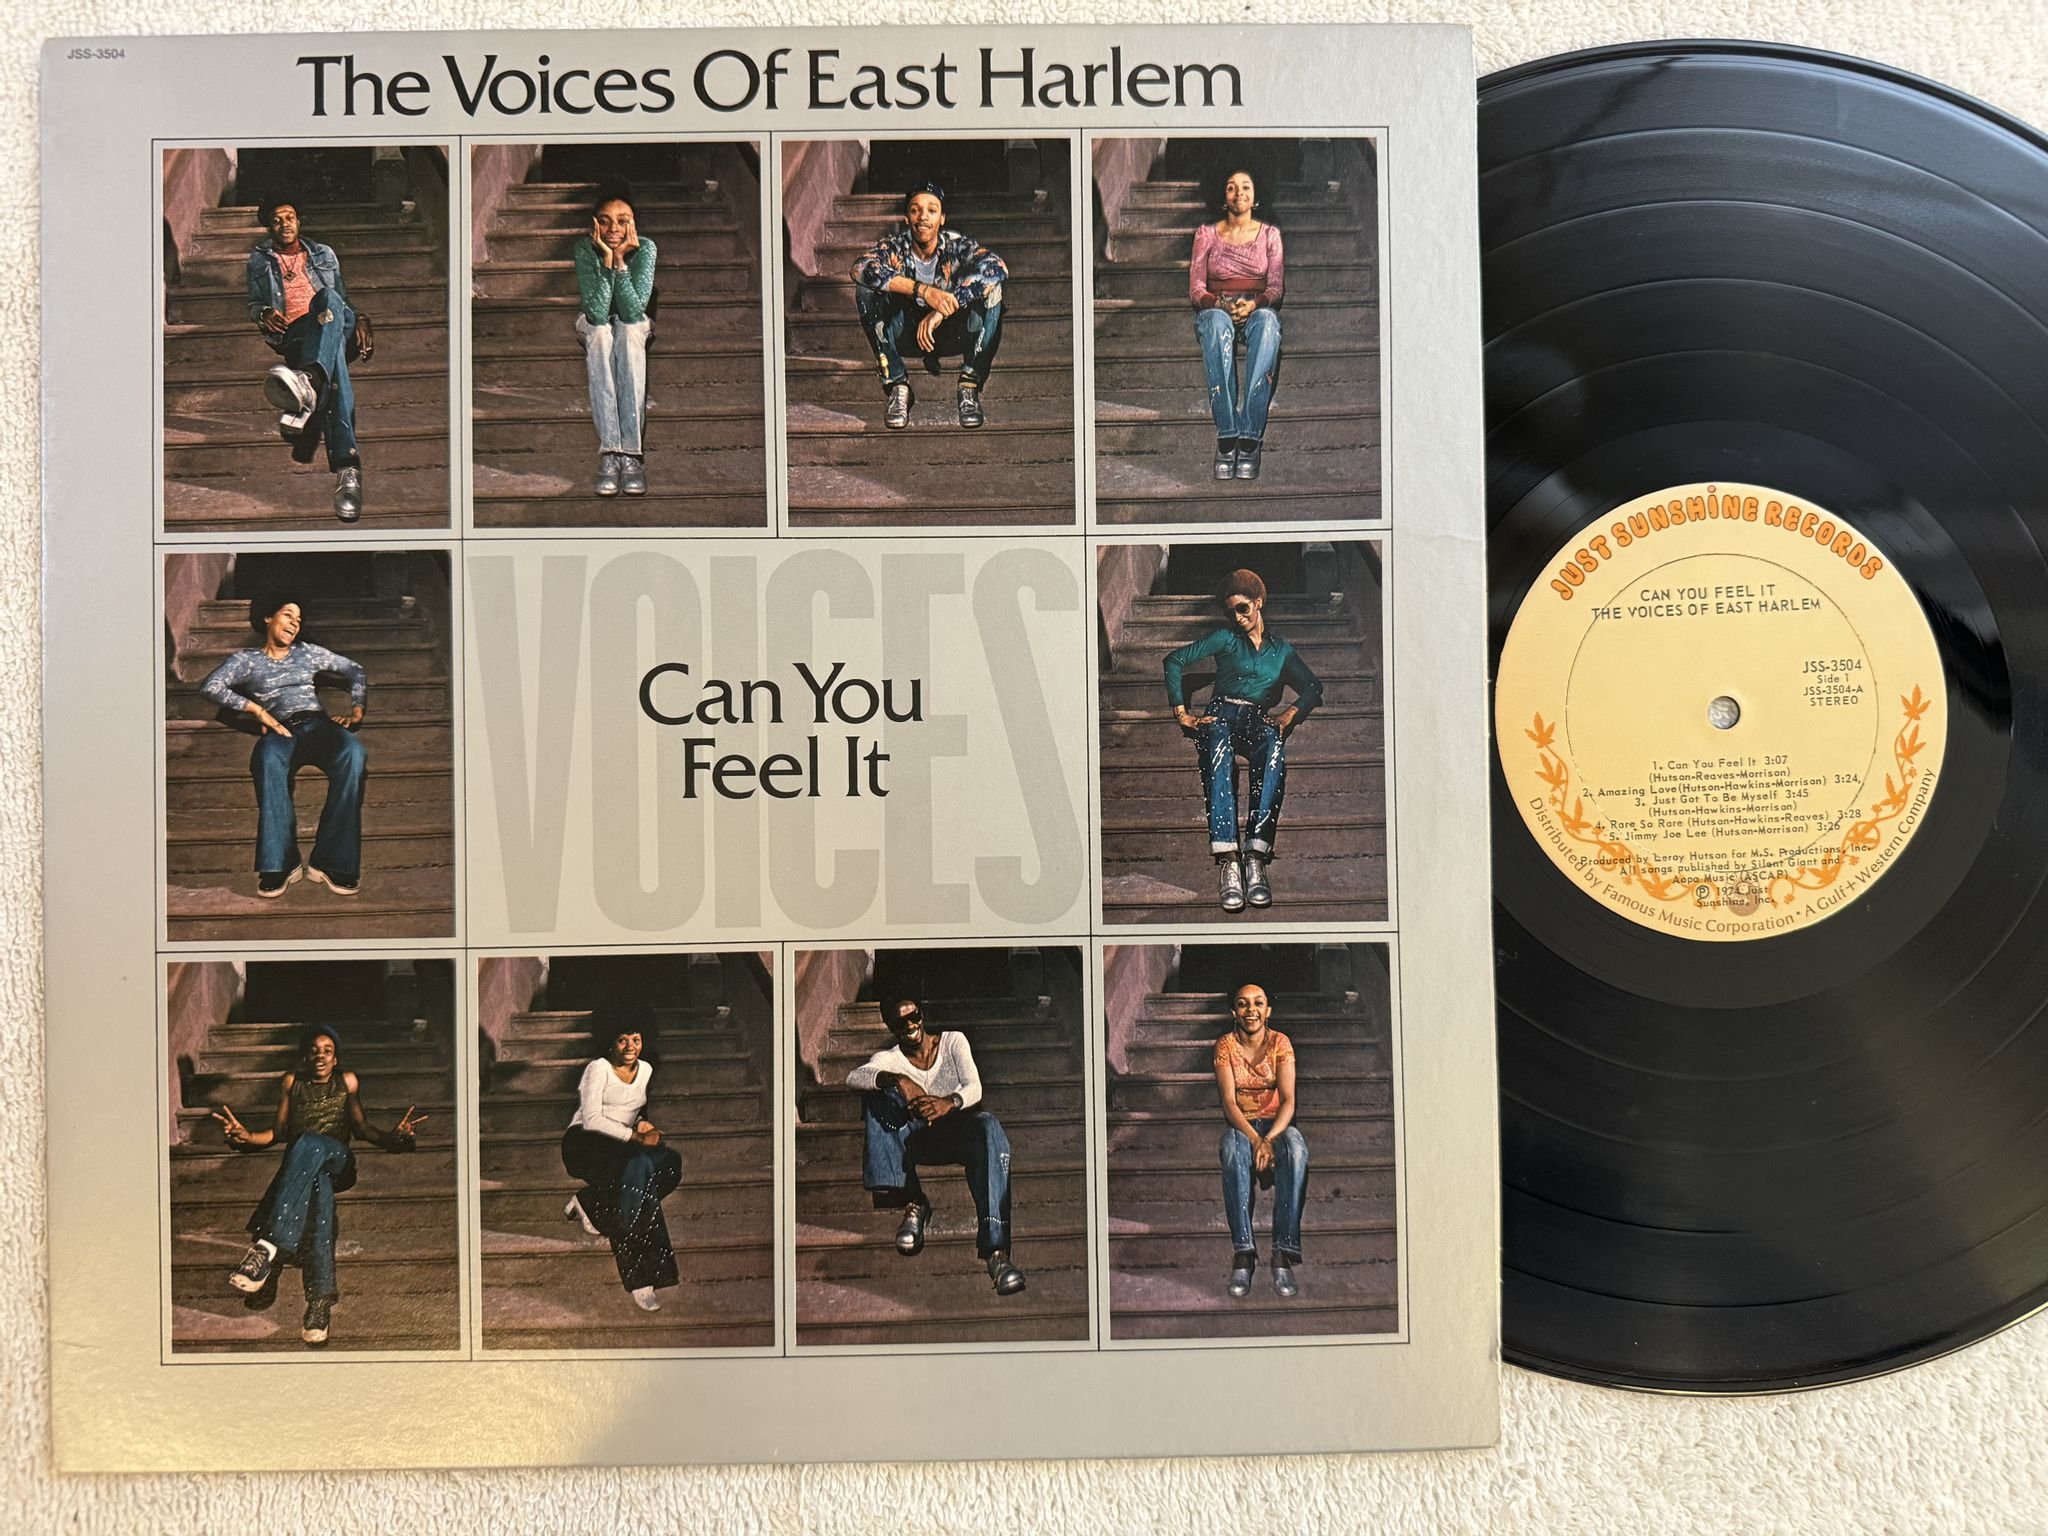 JSS-3504
The Voices Of East Harlem
VOICES
Can You
Feel It
JUST SUNSHINE RECORDS
CAN YOU FEEL IT
THE VOICES OF EAST HARLEM
JSS-3504
Side 1
JSS-3504-A
STEREO
1. Can You Feel It 3:07
(Hutson-Reaves-Morrison)
2. Amazing Love(Hutson-Hawkins-Morrison) 3:24
3. Just Got To Be Myself 3:45
(Hutson-Hawkins-Morrison)
4. Rare So Rare (Hutson-Hawkins-Reaves) 3:28
5. Jimmy Joe Lee (Hutson-Morrison) 3:26
Produced by Leroy Hutson for M.S. Productions, Inc.
All songs published by Silent Giant and
Aopa Music (ASCAP)
℗ 1974 Just
Sunshine, Inc.
Distributed by Famous Music Corporation • A Gulf+Western Company